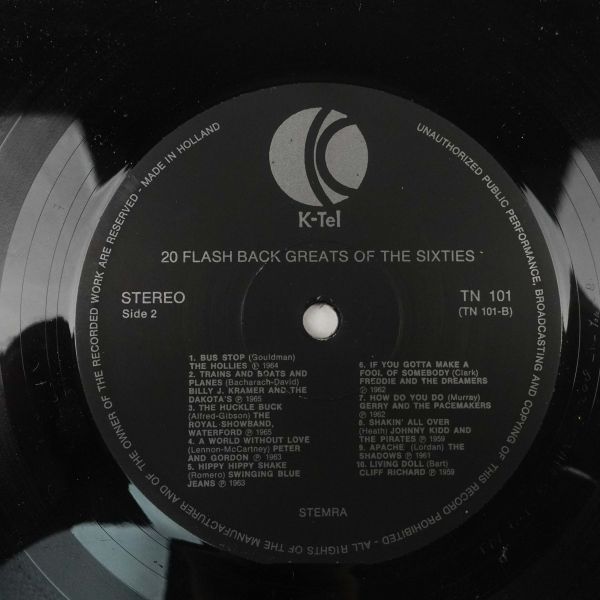 K-Tel
20 FLASH BACK GREATS OF THE SIXTIES
STEREO
Side 2
TN 101
(TN 101-B)
1. BUS STOP (Gouldman)
THE HOLLIES ℗ 1964
2. TRAINS AND BOATS AND
PLANES (Bacharach-David)
BILLY J. KRAMER AND THE
DAKOTA'S ℗ 1965
3. THE HUCKLE BUCK
(Alfred-Gibson) THE
ROYAL SHOWBAND,
WATERFORD ℗ 1965
4. A WORLD WITHOUT LOVE
(Lennon-McCartney) PETER
AND GORDON ℗ 1963
5. HIPPY HIPPY SHAKE
(Romero) SWINGING BLUE
JEANS ℗ 1963
6. IF YOU GOTTA MAKE A
FOOL OF SOMEBODY (Clark)
FREDDIE AND THE DREAMERS
℗ 1962
7. HOW DO YOU DO (Murray)
GERRY AND THE PACEMAKERS
℗ 1962
8. SHAKIN' ALL OVER
(Heath) JOHNNY KIDD AND
THE PIRATES ℗ 1959
9. APACHE (Lordan) THE
SHADOWS ℗ 1961
10. LIVING DOLL (Bart)
CLIFF RICHARD ℗ 1959
STEMRA
UNAUTHORIZED PUBLIC PERFORMANCE, BROADCASTING AND COPYING OF THIS RECORD PROHIBITED - ALL RIGHTS OF THE MANUFACTURER AND OF THE OWNER OF THE RECORDED WORK ARE RESERVED - MADE IN HOLLAND